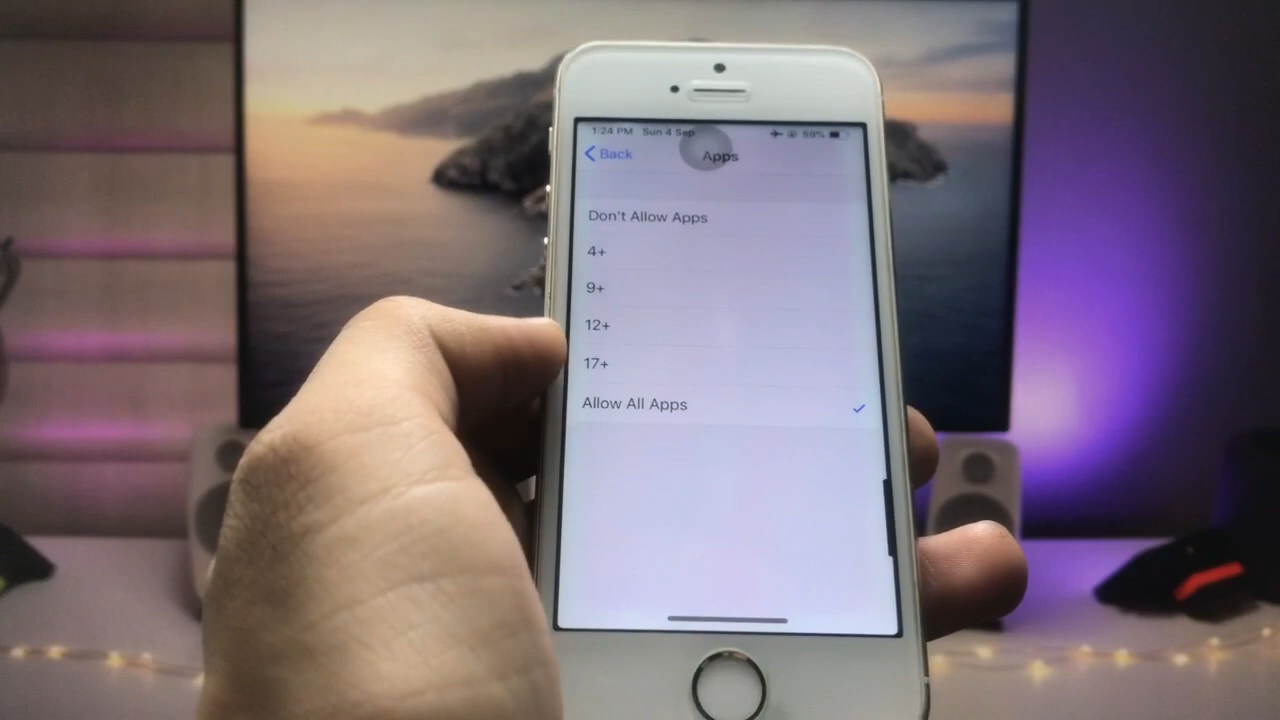 1:24 PM Sun 4 Sep 59%
Back Apps
Don't Allow Apps
4+
9+
12+
17+
Allow All Apps